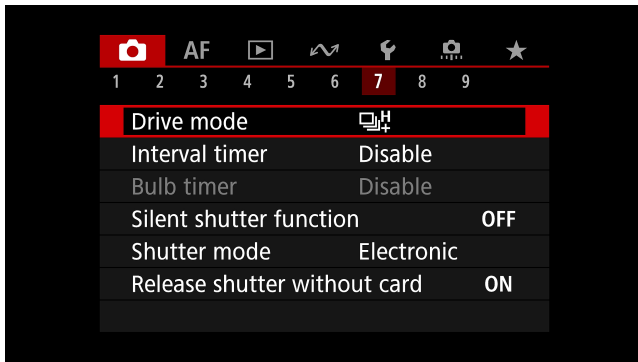 AF
1 2 3 4 5 6 7 8 9
Drive mode H+
Interval timer Disable
Bulb timer Disable
Silent shutter function OFF
Shutter mode Electronic
Release shutter without card ON